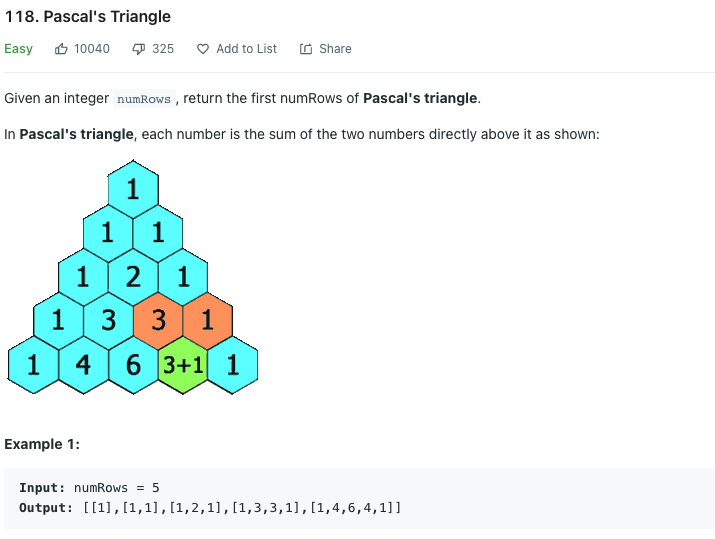 118. Pascal's Triangle
Easy 10040 325 Add to List Share
Given an integer numRows, return the first numRows of Pascal's triangle.
In Pascal's triangle, each number is the sum of the two numbers directly above it as shown:
1
1 1
1 2 1
1 3 3 1
1 4 6 3+1 1
Example 1:
Input: numRows = 5
Output: [[1],[1,1],[1,2,1],[1,3,3,1],[1,4,6,4,1]]